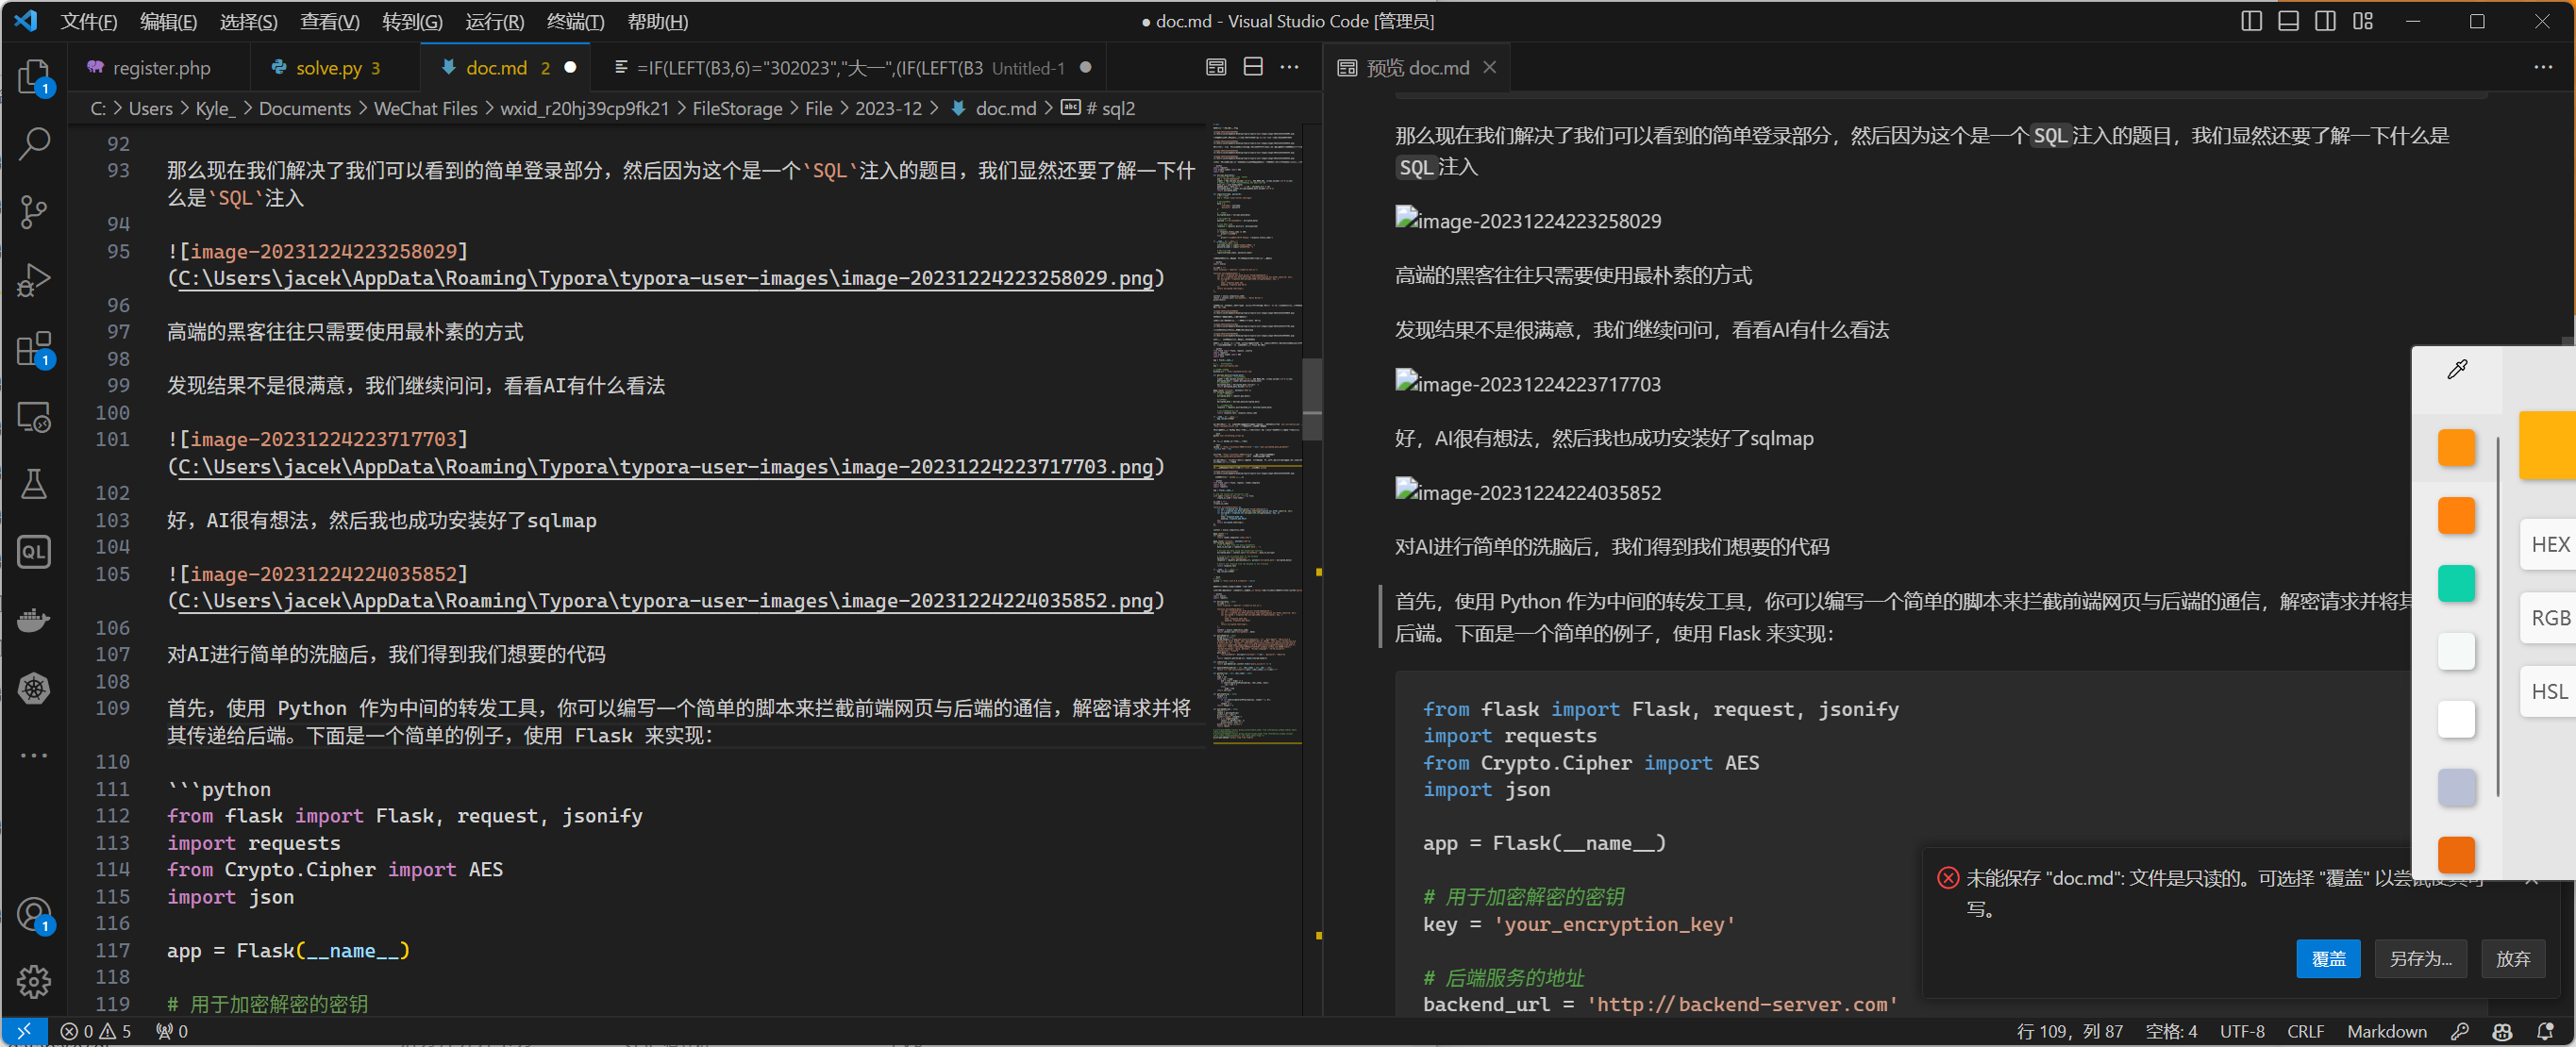 文件(F) 编辑(E) 选择(S) 查看(V) 转到(G) 运行(R) 终端(T) 帮助(H)
● doc.md - Visual Studio Code [管理员]
register.php
solve.py 3
doc.md 2
=IF(LEFT(B3,6)="302023","大一",(IF(LEFT(B3 Untitled-1
C: > Users > Kyle_ > Documents > WeChat Files > wxid_r20hj39cp9fk21 > FileStorage > File > 2023-12 > doc.md > # sql2
92
93 那么现在我们解决了我们可以看到的简单登录部分，然后因为这个是一个`SQL`注入的题目，我们显然还要了解一下什
么是`SQL`注入
94
95 ![image-20231224223258029]
(C:\Users\jacek\AppData\Roaming\Typora\typora-user-images\image-20231224223258029.png)
96
97 高端的黑客往往只需要使用最朴素的方式
98
99 发现结果不是很满意，我们继续问问，看看AI有什么看法
100
101 ![image-20231224223717703]
(C:\Users\jacek\AppData\Roaming\Typora\typora-user-images\image-20231224223717703.png)
102
103 好，AI很有想法，然后我也成功安装好了sqlmap
104
105 ![image-20231224224035852]
(C:\Users\jacek\AppData\Roaming\Typora\typora-user-images\image-20231224224035852.png)
106
107 对AI进行简单的洗脑后，我们得到我们想要的代码
108
109 首先，使用 Python 作为中间的转发工具，你可以编写一个简单的脚本来拦截前端网页与后端的通信，解密请求并将
其传递给后端。下面是一个简单的例子，使用 Flask 来实现：
110
111 ```python
112 from flask import Flask, request, jsonify
113 import requests
114 from Crypto.Cipher import AES
115 import json
116
117 app = Flask(__name__)
118
119 # 用于加密解密的密钥
预览 doc.md
那么现在我们解决了我们可以看到的简单登录部分，然后因为这个是一个SQL注入的题目，我们显然还要了解一下什么是
SQL注入
image-20231224223258029
高端的黑客往往只需要使用最朴素的方式
发现结果不是很满意，我们继续问问，看看AI有什么看法
image-20231224223717703
好，AI很有想法，然后我也成功安装好了sqlmap
image-20231224224035852
对AI进行简单的洗脑后，我们得到我们想要的代码
首先，使用 Python 作为中间的转发工具，你可以编写一个简单的脚本来拦截前端网页与后端的通信，解密请求并将其
后端。下面是一个简单的例子，使用 Flask 来实现：
from flask import Flask, request, jsonify
import requests
from Crypto.Cipher import AES
import json
app = Flask(__name__)
# 用于加密解密的密钥
key = 'your_encryption_key'
# 后端服务的地址
backend_url = 'http://backend-server.com'
HEX
RGB
HSL
未能保存 "doc.md": 文件是只读的。可选择 "覆盖" 以尝试使其可
写。
覆盖 另存为... 放弃
1
1
QL
1
0 5 0
行 109，列 87 空格: 4 UTF-8 CRLF Markdown